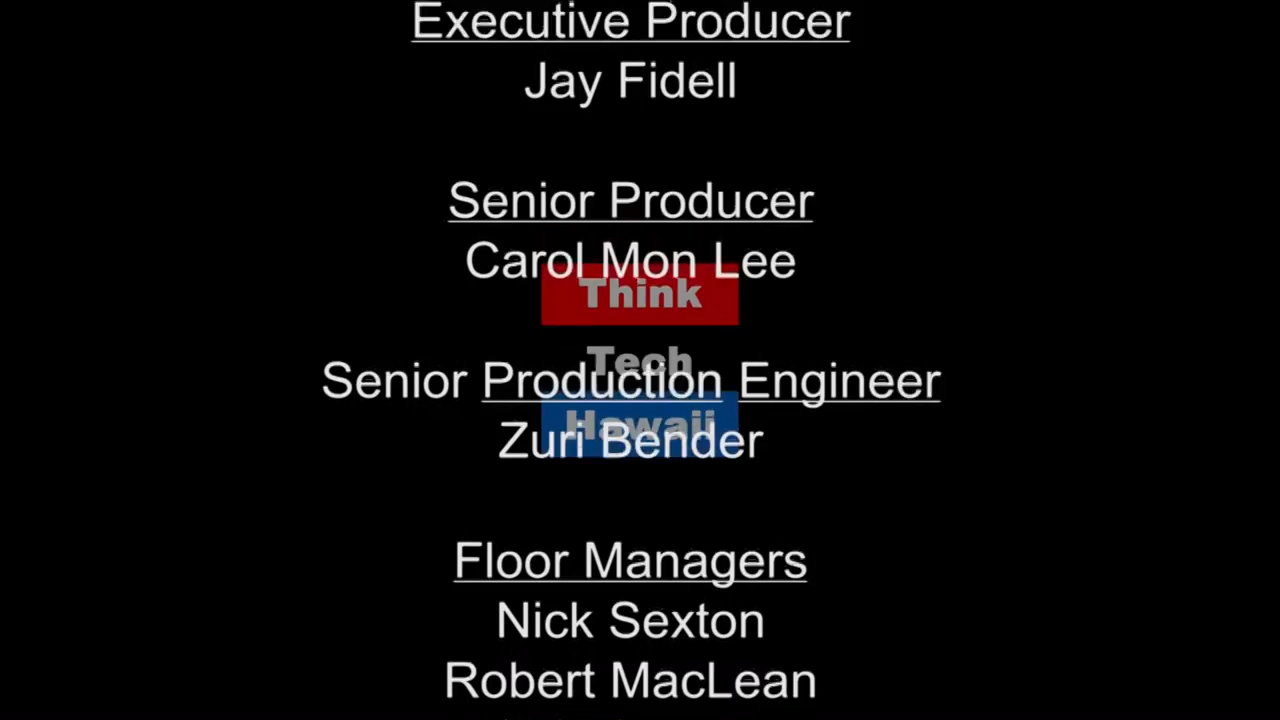 Executive Producer
Jay Fidell
Senior Producer
Carol Mon Lee
Think
Tech
Senior Production Engineer
Hawaii
Zuri Bender
Floor Managers
Nick Sexton
Robert MacLean